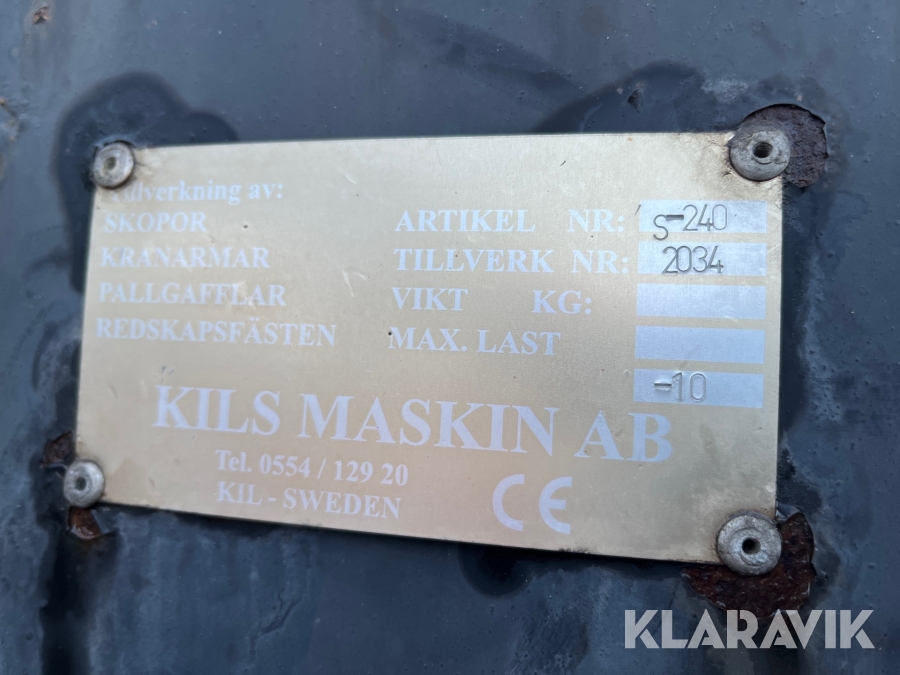 Tillverkning av:
SKOPOR ARTIKEL NR: S-240
KRANARMAR TILLVERK NR: 2034
PALLGAFFLAR VIKT KG:
REDSKAPSFÄSTEN MAX. LAST
-10
KILS MASKIN AB
Tel. 0554 / 129 20
KIL - SWEDEN
CE
KLARAVIK